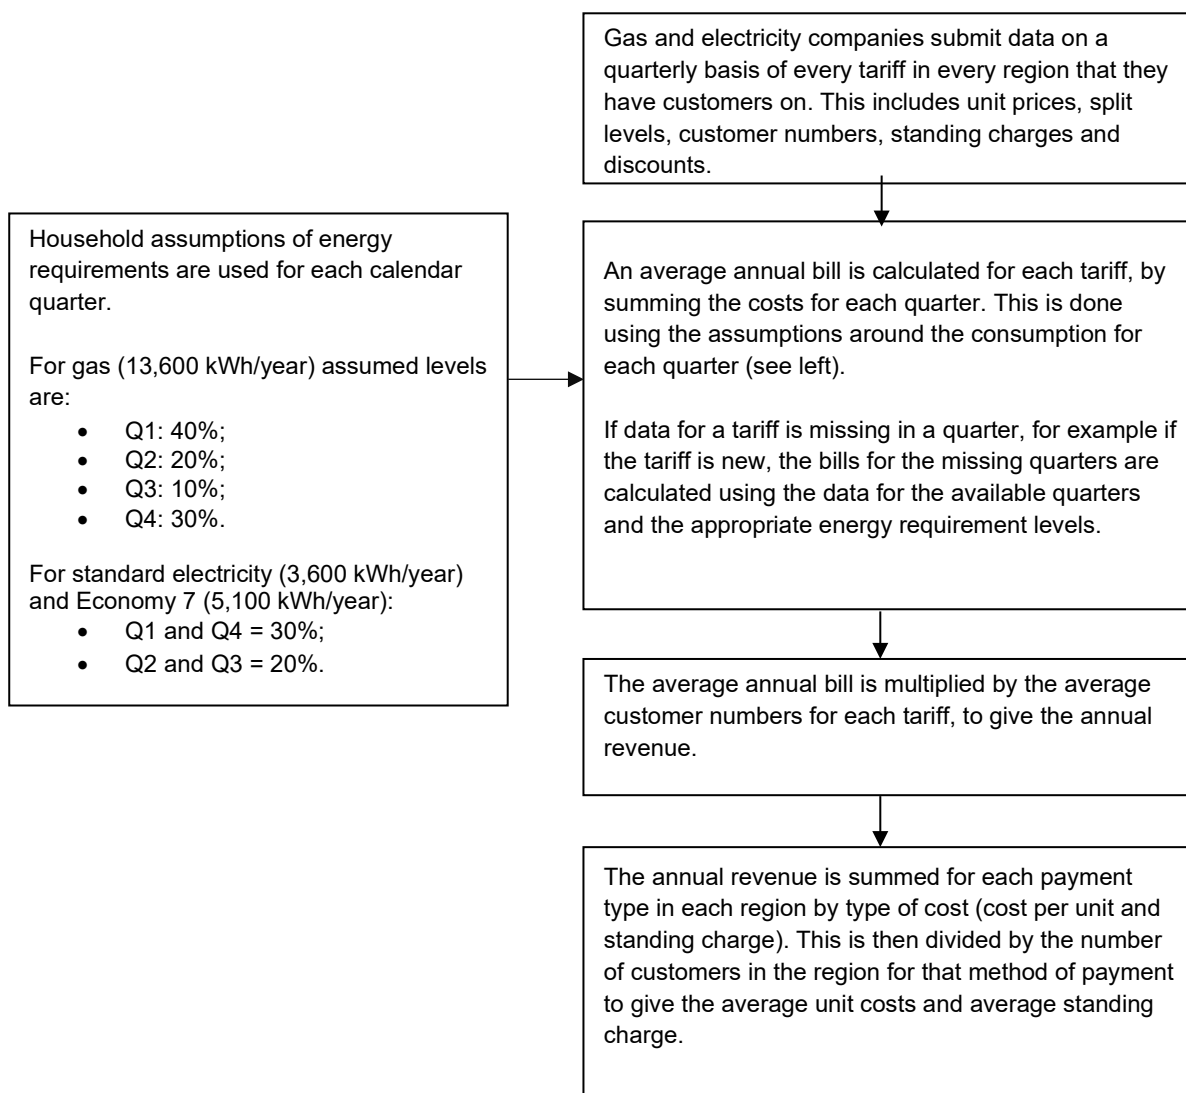 Gas and electricity companies submit data on a
quarterly basis of every tariff in every region that they
have customers on. This includes unit prices, split
levels, customer numbers, standing charges and
discounts.
Household assumptions of energy
requirements are used for each calendar
quarter.
For gas (13,600 kWh/year) assumed levels
are:
• Q1: 40%;
• Q2: 20%;
• Q3: 10%;
• Q4: 30%.
For standard electricity (3,600 kWh/year)
and Economy 7 (5,100 kWh/year):
• Q1 and Q4 = 30%;
• Q2 and Q3 = 20%.
An average annual bill is calculated for each tariff, by
summing the costs for each quarter. This is done
using the assumptions around the consumption for
each quarter (see left).
If data for a tariff is missing in a quarter, for example if
the tariff is new, the bills for the missing quarters are
calculated using the data for the available quarters
and the appropriate energy requirement levels.
The average annual bill is multiplied by the average
customer numbers for each tariff, to give the annual
revenue.
The annual revenue is summed for each payment
type in each region by type of cost (cost per unit and
standing charge). This is then divided by the number
of customers in the region for that method of payment
to give the average unit costs and average standing
charge.